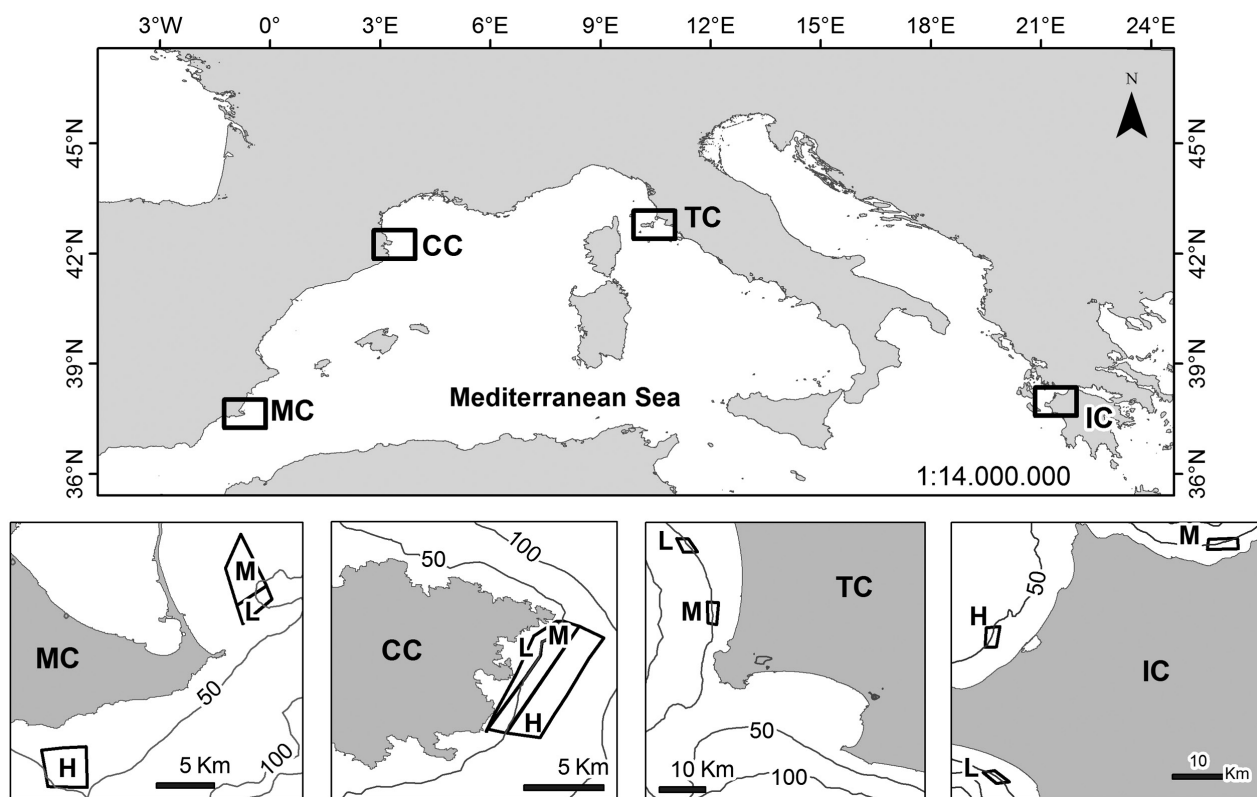 3°W 0° 3°E 6°E 9°E 12°E 15°E 18°E 21°E 24°E
N
45°N 45°N
TC
CC
42°N 42°N
39°N 39°N
Mediterranean Sea
MC
IC
36°N 36°N
1:14.000.000
M
L
MC
50
100
H
5 Km
100
50
M
L
CC
H
5 Km
L
M
TC
50
100
10 Km
M
50
H
IC
L
10
Km